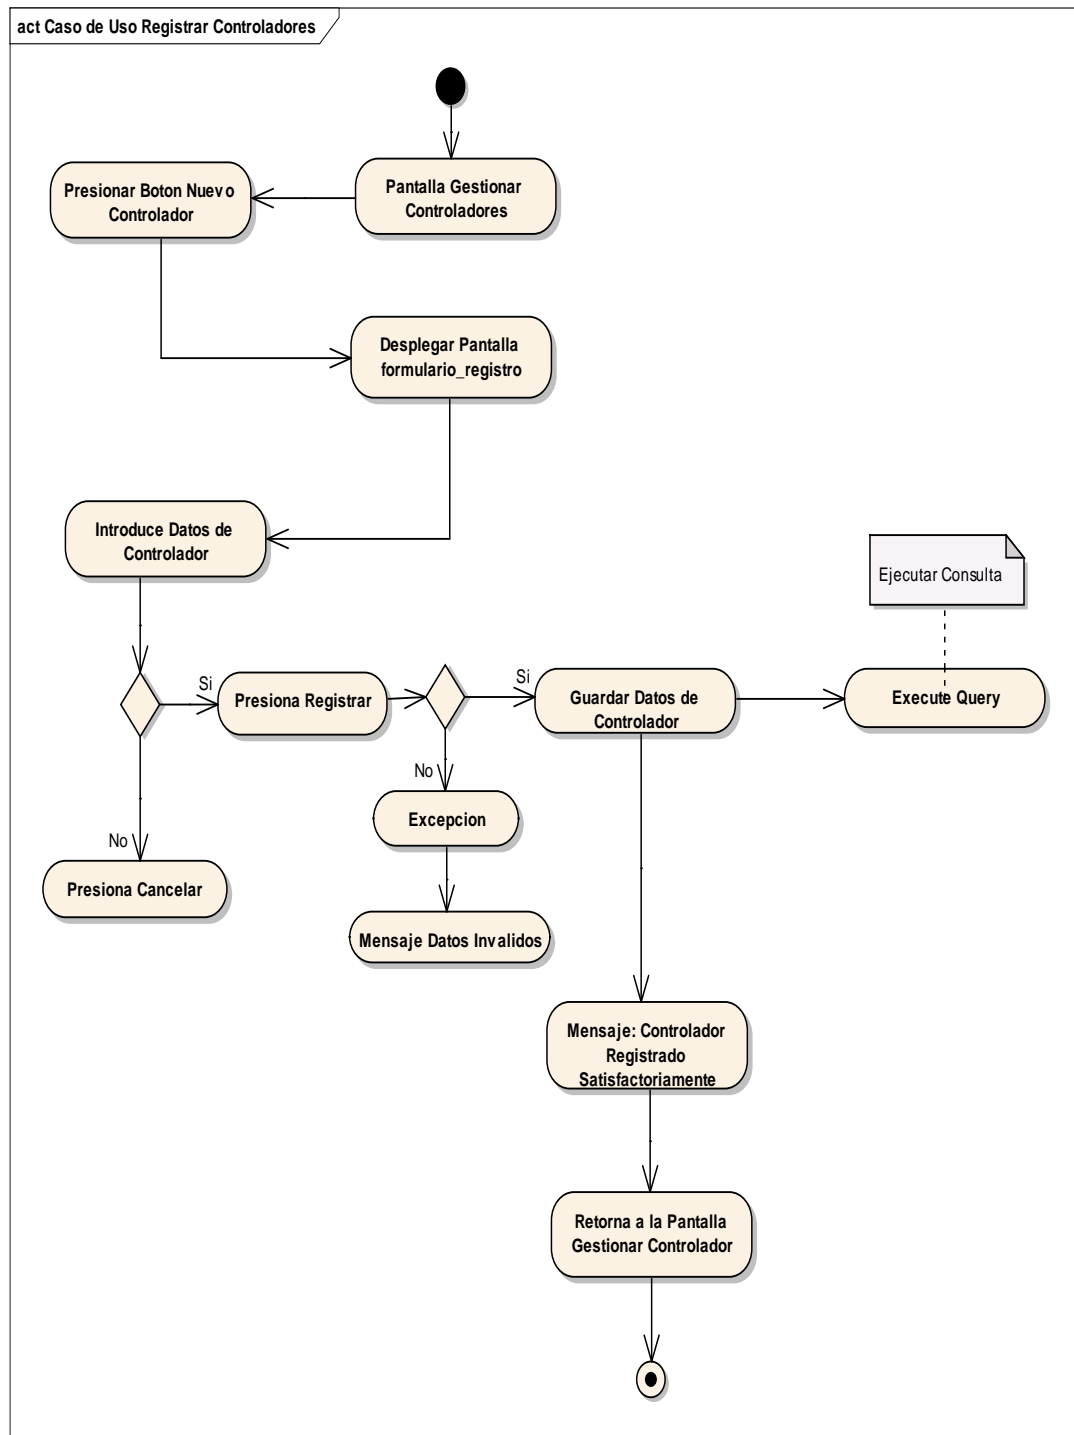 act Caso de Uso Registrar Controladores
Pantalla Gestionar
Controladores
Presionar Boton Nuevo
Controlador
Desplegar Pantalla
formulario_registro
Introduce Datos de
Controlador
Ejecutar Consulta
Si
Presiona Registrar
Si
Guardar Datos de
Controlador
Execute Query
No
Excepcion
No
Presiona Cancelar
Mensaje Datos Invalidos
Mensaje: Controlador
Registrado
Satisfactoriamente
Retorna a la Pantalla
Gestionar Controlador